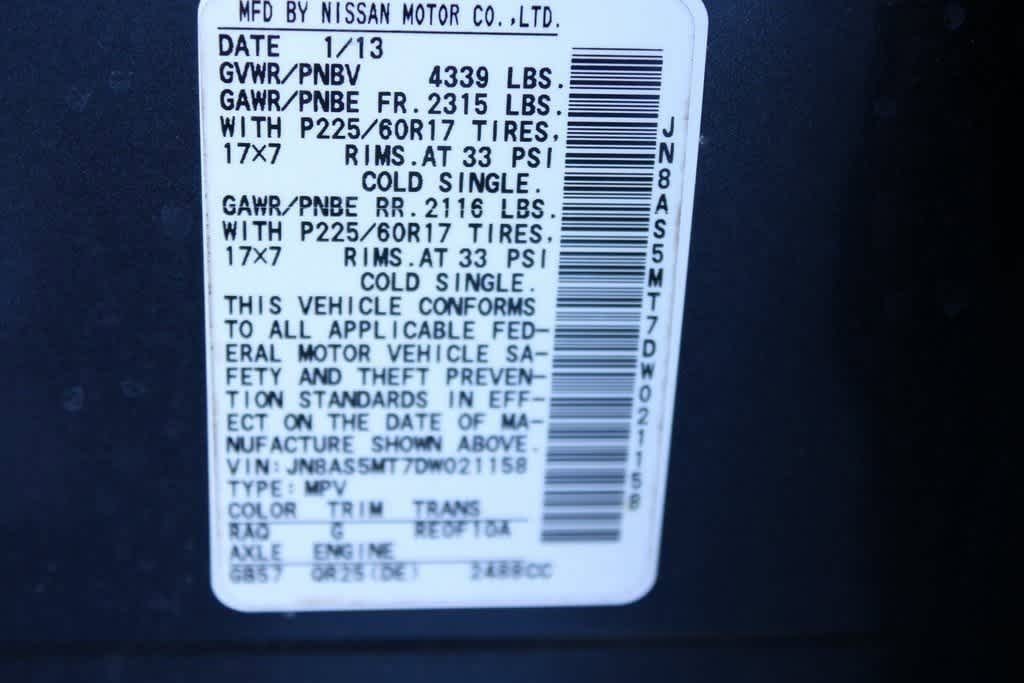 MFD BY NISSAN MOTOR CO.,LTD.
DATE 1/13
GVWR/PNBV 4339 LBS.
GAWR/PNBE FR.2315 LBS.
WITH P225/60R17 TIRES,
17×7 RIMS.AT 33 PSI
COLD SINGLE.
GAWR/PNBE RR.2116 LBS.
WITH P225/60R17 TIRES,
17×7 RIMS.AT 33 PSI
COLD SINGLE.
THIS VEHICLE CONFORMS
TO ALL APPLICABLE FED-
ERAL MOTOR VEHICLE SA-
FETY AND THEFT PREVEN-
TION STANDARDS IN EFF-
ECT ON THE DATE OF MA-
NUFACTURE SHOWN ABOVE.
VIN:JN8AS5MT7DW021158
TYPE:MPV
COLOR TRIM TRANS
RAQ G RE0F10A
AXLE ENGINE
GB57 QR25(DE) 2488CC
JN8AS5MT7DW021158